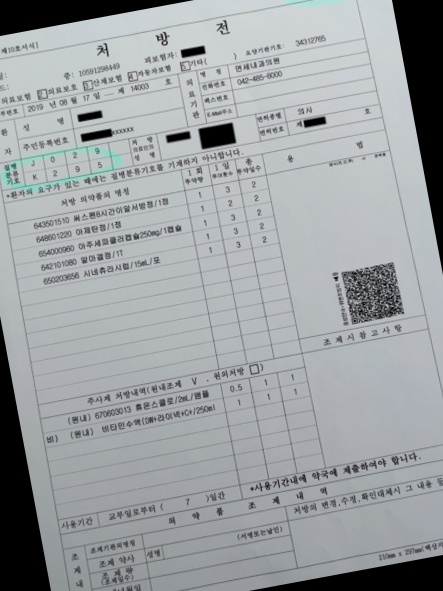 제10호서식]
처 방 전
피보험자:
증: 10591298449
의료보험 2 의료보호 3 산재보험 4 자동차보험 5 기타( ) 요양기관기호: 34312765
부번호 2019 년 08 월 17 일 제 14003 호
의료기관 명칭 연세내과의원
전화번호 042-485-8000
팩스번호
E-Mail주소
환자 성명
주민등록번호 XXXXXX
처방 의료인의 성명
면허종별 의사
면허번호 제 호
질병분류기호
J 0 2 9
K 2 9 5
*환자의 요구가 있는 때에는 질병분류기호를 기재하지 아니합니다.
처방 의약품의 명칭 1회투약량 1일투여횟수 총투약일수 용 법
643501510 써스펜8시간이알서방정/1정 1 3 2
648601220 아제탄정/1정 1 2 2
654000960 아주세파클러캡슐250mg/1캡슐 1 3 2
642101080 알마겔정/1T 1 3 2
650203656 시네츄라시럽/15mL/포 1 3 2
조 제 시 참 고 사 항
주사제 처방내역(원내조제 V , 원외처방 □)
(원내) 670603013 휴온스클로/2mL/앰플 0.5 1 1
비) (원내) 비타민수액(DW+라이넥+C+/250ml 1 1 1
*사용기간내에 약국에 제출하여야 합니다.
사용기간 교부일로부터 ( 7 )일간
의 약 품 조 제 내 역
조제기관의명칭
조제 약사 성명 (서명또는날인)
조제량 (조제일수)
처방의 변경,수정,확인대체시 그 내용 등
210mm x 297mm(백상지